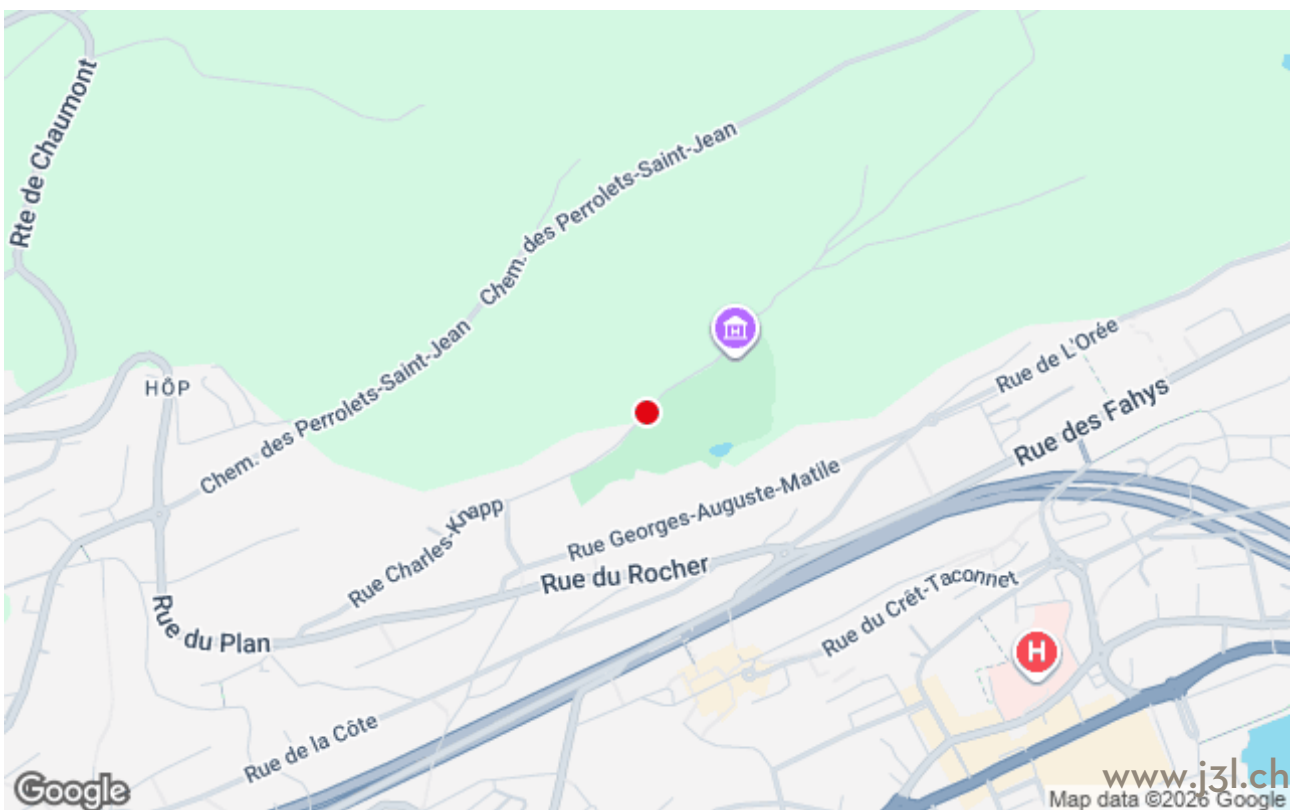 Rte de Chaumont
Chem. des Perrolets-Saint-Jean
Chem. des Perrolets-Saint-Jean
HÔP
Rue de L'Orée
Rue des Fahys
Rue Georges-Auguste-Matile
Rue Charles-Knapp
Rue du Rocher
Rue du Crêt-Taconnet
Rue du Plan
H
Rue de la Côte
Google
www.j3l.ch
Map data ©2026 Google